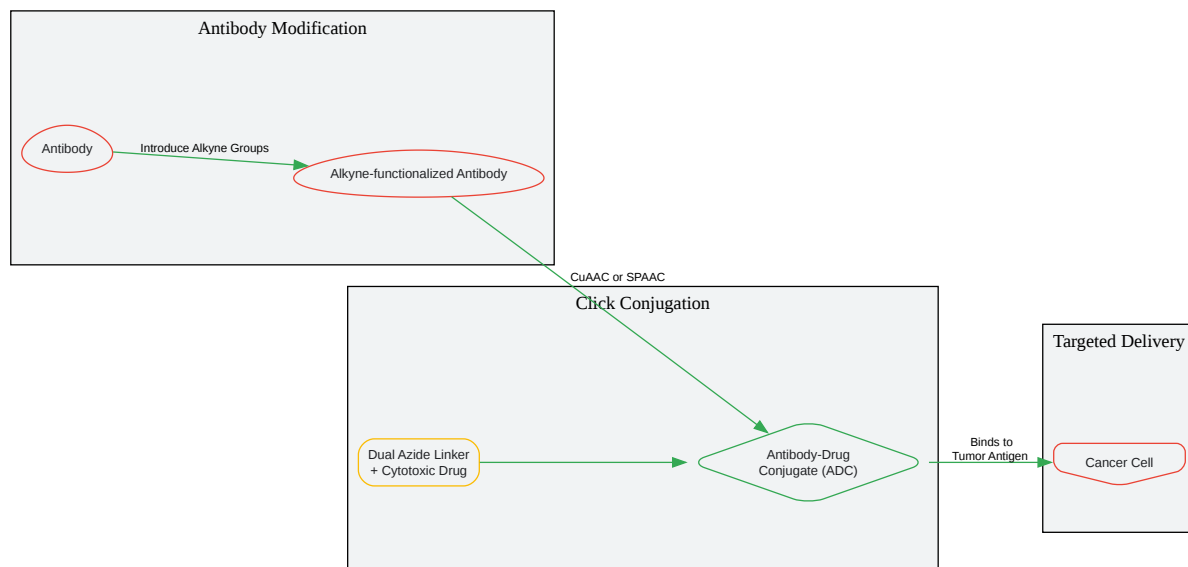 Antibody Modification
Antibody
Introduce Alkyne Groups
Alkyne-functionalized Antibody
CuAAC or SPAAC
Click Conjugation
Dual Azide Linker
+ Cytotoxic Drug
Antibody-Drug
Conjugate (ADC)
Binds to
Tumor Antigen
Targeted Delivery
Cancer Cell